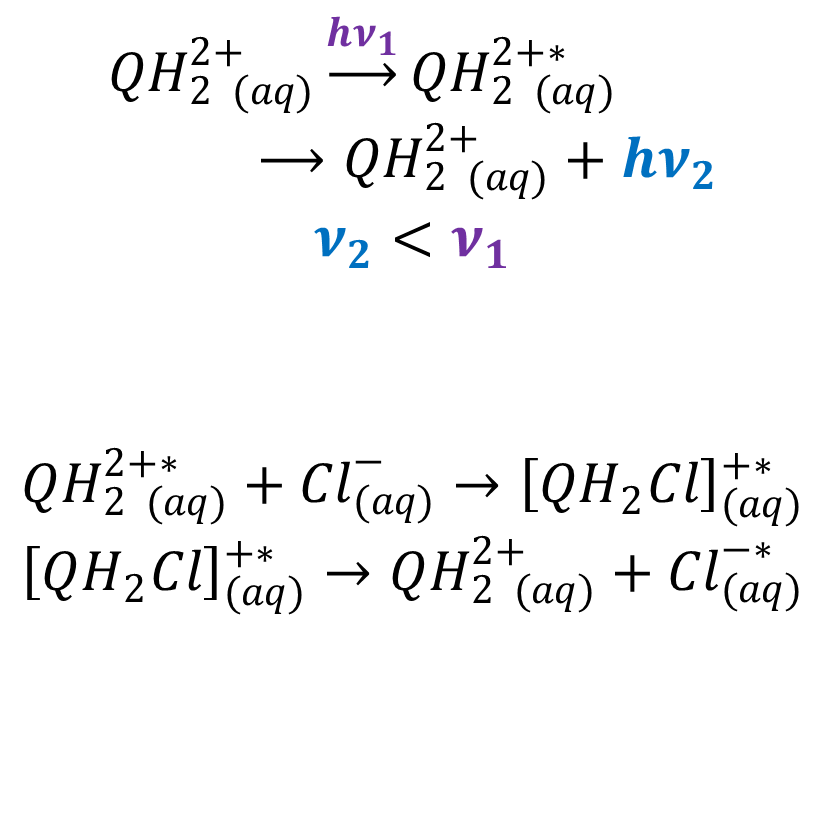 QH₂²⁺(aq) —hν₁→ QH₂²⁺*(aq)
⟶ QH₂²⁺(aq) + hν₂
ν₂ < ν₁
QH₂²⁺*(aq) + Cl⁻(aq) → [QH₂Cl]⁺*(aq)
[QH₂Cl]⁺*(aq) → QH₂²⁺(aq) + Cl⁻*(aq)